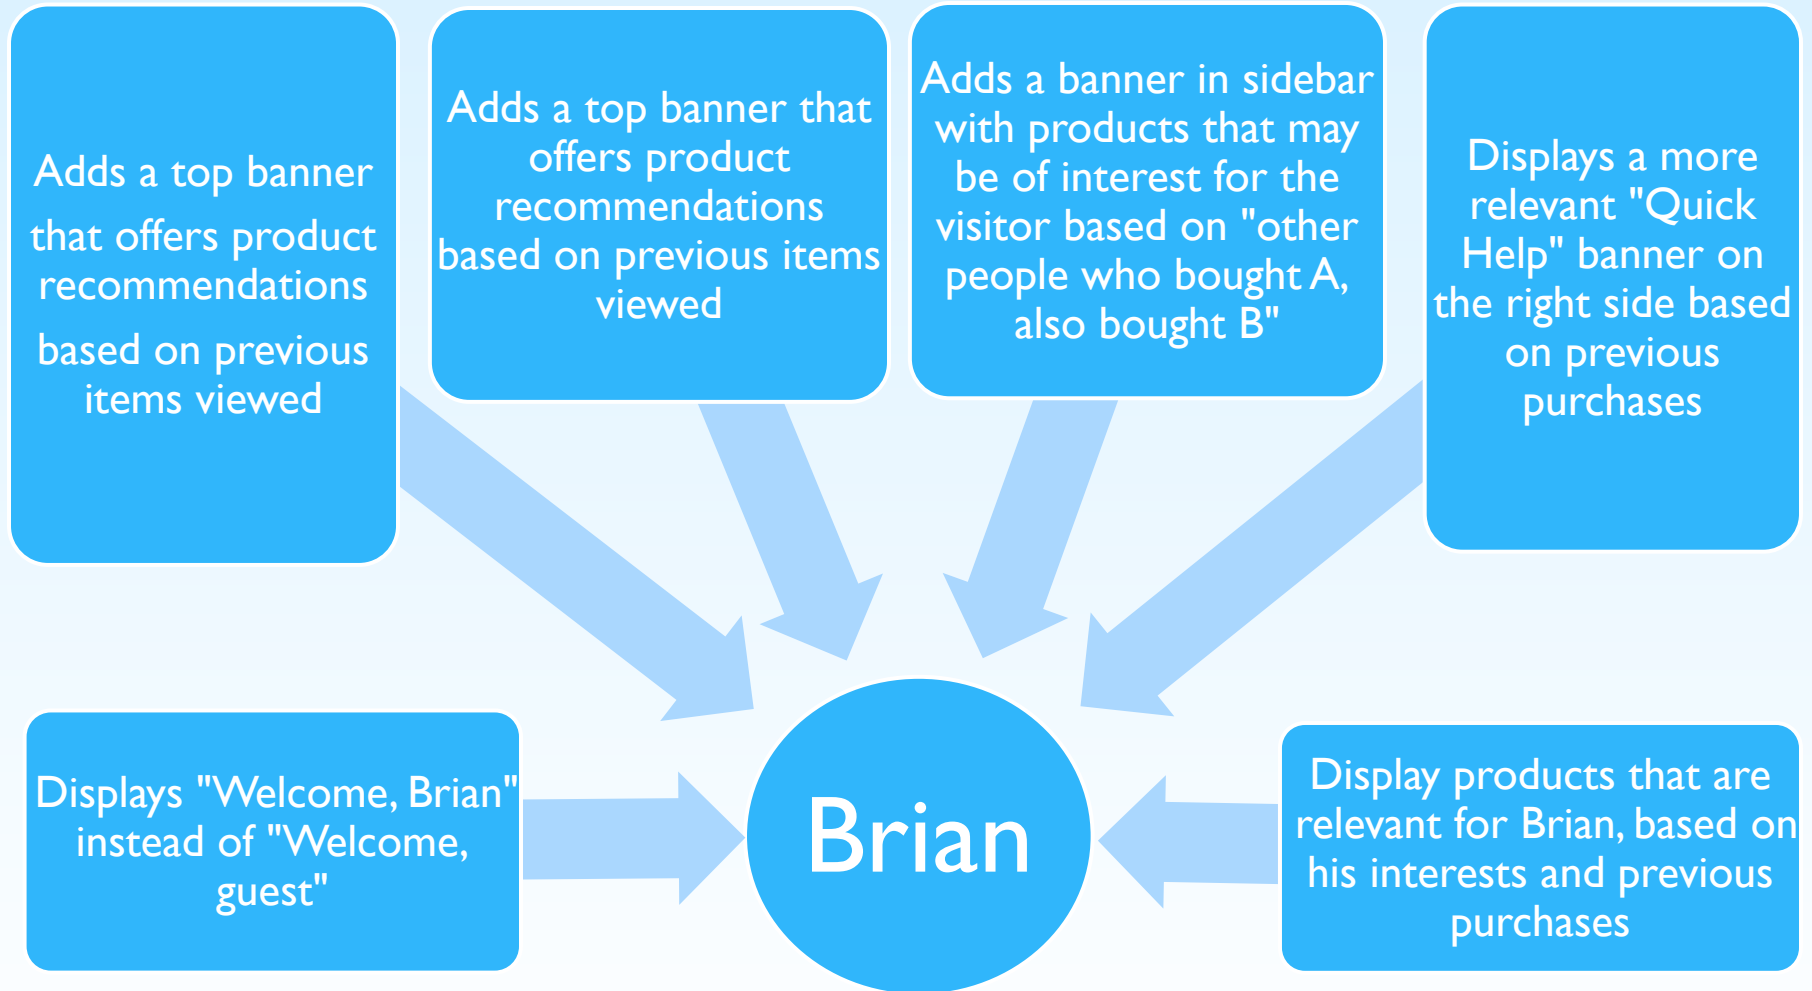 Adds a top banner
that offers product
recommendations
based on previous
items viewed
Adds a top banner that
offers product
recommendations
based on previous items
viewed
Adds a banner in sidebar
with products that may
be of interest for the
visitor based on "other
people who bought A,
also bought B"
Displays a more
relevant "Quick
Help" banner on
the right side based
on previous
purchases
Displays "Welcome, Brian"
instead of "Welcome,
guest"
Brian
Display products that are
relevant for Brian, based on
his interests and previous
purchases